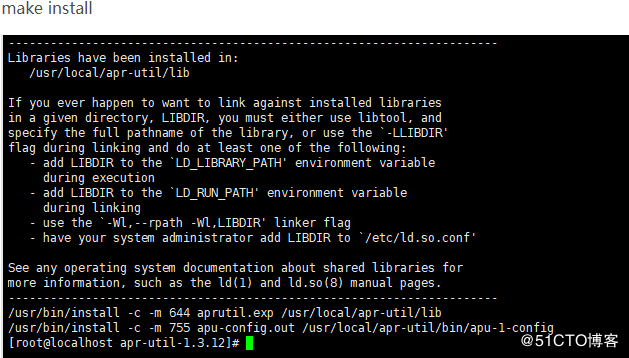 make install
----------------------------------------------------------------------
Libraries have been installed in:
   /usr/local/apr-util/lib

If you ever happen to want to link against installed libraries
in a given directory, LIBDIR, you must either use libtool, and
specify the full pathname of the library, or use the `-LLIBDIR'
flag during linking and do at least one of the following:
   - add LIBDIR to the `LD_LIBRARY_PATH' environment variable
     during execution
   - add LIBDIR to the `LD_RUN_PATH' environment variable
     during linking
   - use the `-Wl,--rpath -Wl,LIBDIR' linker flag
   - have your system administrator add LIBDIR to `/etc/ld.so.conf'

See any operating system documentation about shared libraries for
more information, such as the ld(1) and ld.so(8) manual pages.
----------------------------------------------------------------------
/usr/bin/install -c -m 644 aprutil.exp /usr/local/apr-util/lib
/usr/bin/install -c -m 755 apu-config.out /usr/local/apr-util/bin/apu-1-config
[root@localhost apr-util-1.3.12]#
@51CTO博客